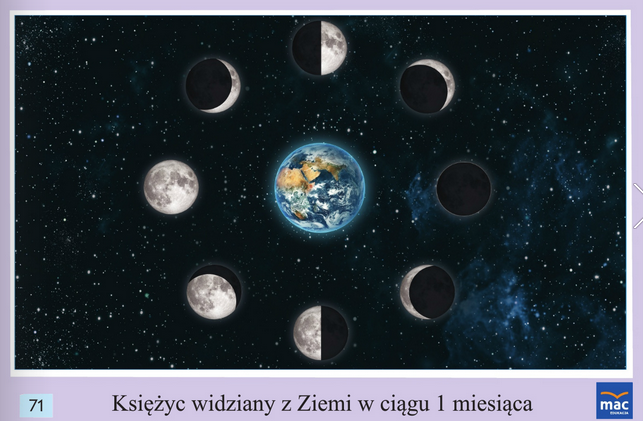 71
Księżyc widziany z Ziemi w ciągu 1 miesiąca
mac
EDUKACJA